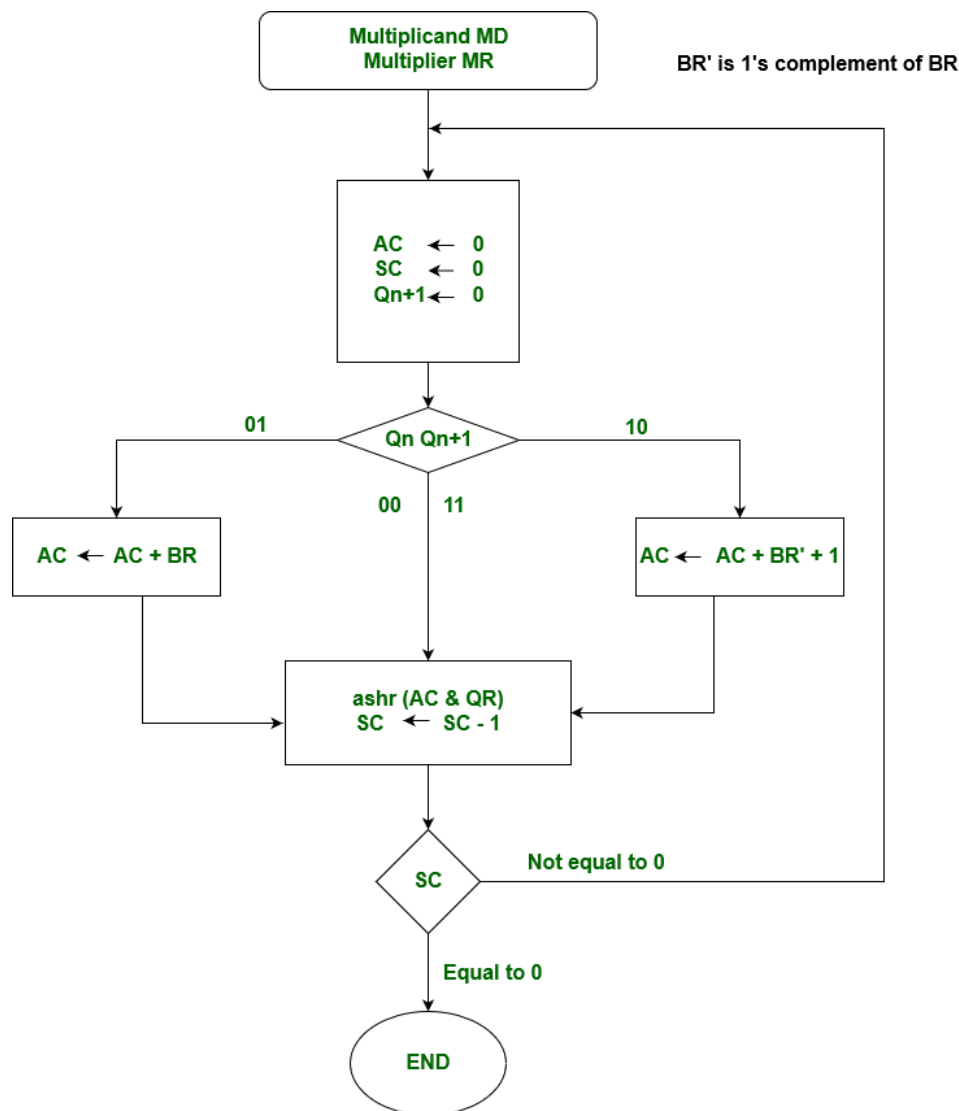 Multiplicand MD
Multiplier MR
BR' is 1's complement of BR
AC ← 0
SC ← 0
Qn+1 ← 0
01
Qn Qn+1
10
00
11
AC ← AC + BR
AC ← AC + BR' + 1
ashr (AC & QR)
SC ← SC - 1
SC
Not equal to 0
Equal to 0
END